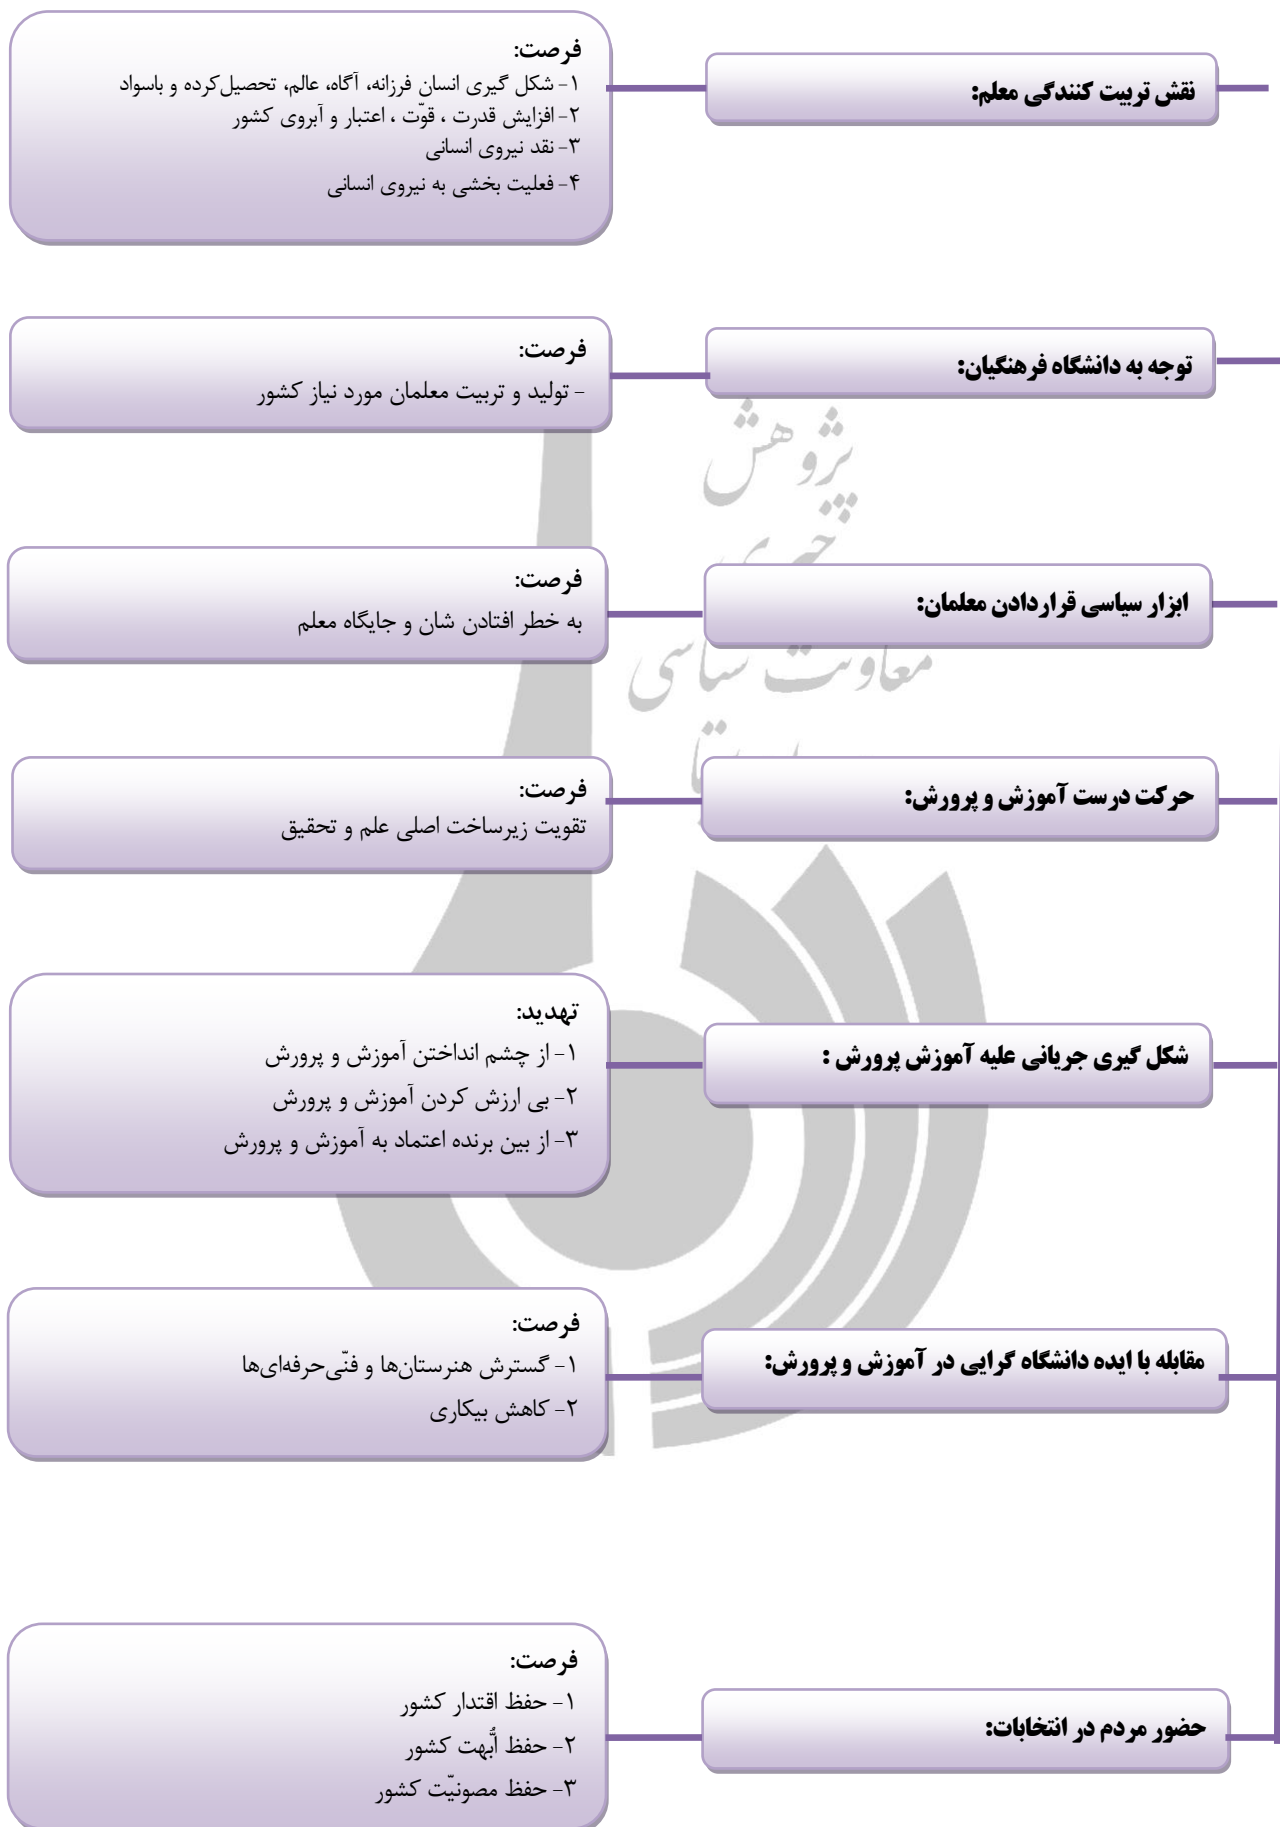 نقش تربیت کنندگی معلم:
فرصت:
۱- شکل گیری انسان فرزانه، آگاه، عالم، تحصیل‌کرده و باسواد
۲- افزایش قدرت ، قوّت ، اعتبار و آبروی کشور
۳- نقد نیروی انسانی
۴- فعلیت بخشی به نیروی انسانی
توجه به دانشگاه فرهنگیان:
فرصت:
- تولید و تربیت معلمان مورد نیاز کشور
پژوهش
خبری
ابزار سیاسی قراردادن معلمان:
فرصت:
به خطر افتادن شان و جایگاه معلم
معاونت سیاسی
حرکت درست آموزش و پرورش:
فرصت:
تقویت زیرساخت اصلی علم و تحقیق
شکل گیری جریانی علیه آموزش پرورش :
تهدید:
۱- از چشم انداختن آموزش و پرورش
۲- بی ارزش کردن آموزش و پرورش
۳- از بین برنده اعتماد به آموزش و پرورش
مقابله با ایده دانشگاه گرایی در آموزش و پرورش:
فرصت:
۱- گسترش هنرستان‌ها و فنّی‌حرفه‌ای‌ها
۲- کاهش بیکاری
حضور مردم در انتخابات:
فرصت:
۱- حفظ اقتدار کشور
۲- حفظ اُبّهت کشور
۳- حفظ مصونیّت کشور